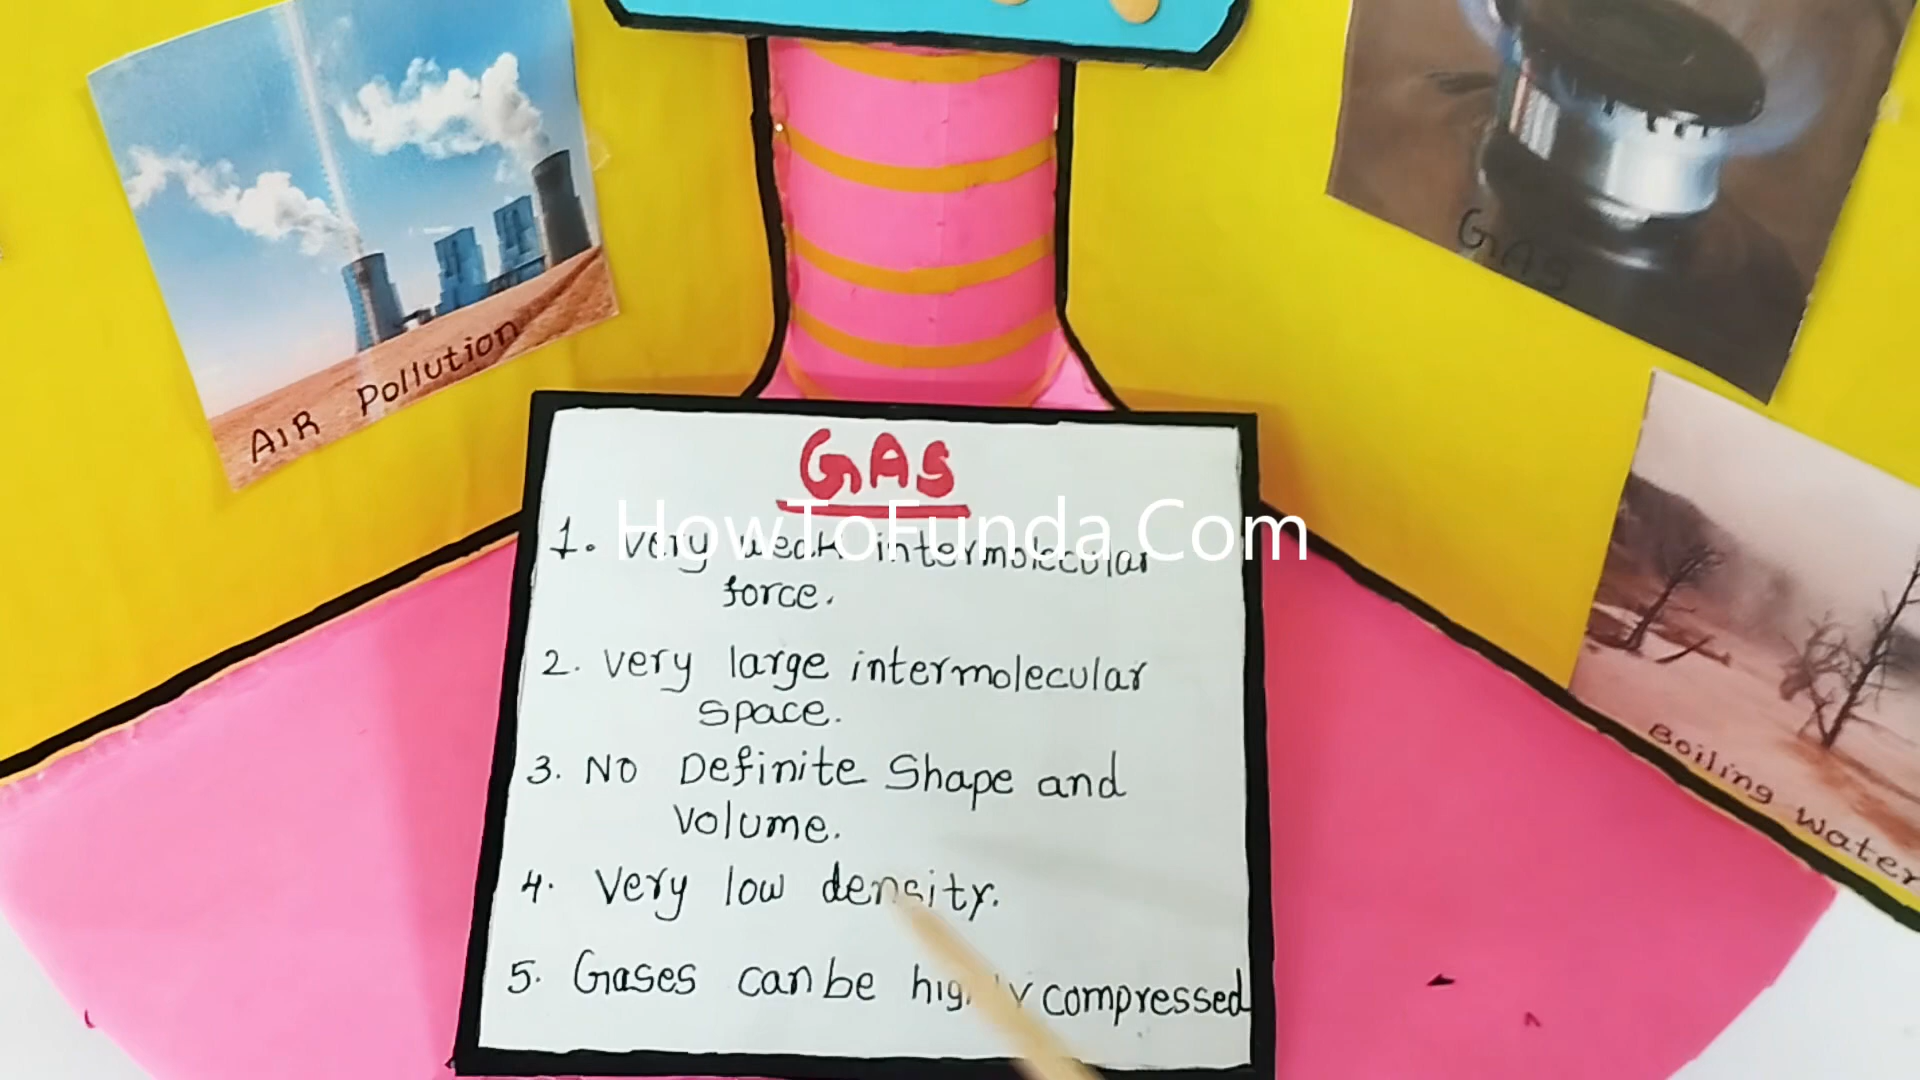 AIR Pollution
GAS
GAS
HowToFunda.Com
1. Very weak intermolecular
force.
2. Very large intermolecular
space.
3. No Definite Shape and
Volume.
4. Very low density.
5. Gases can be highly compressed
Boiling Water